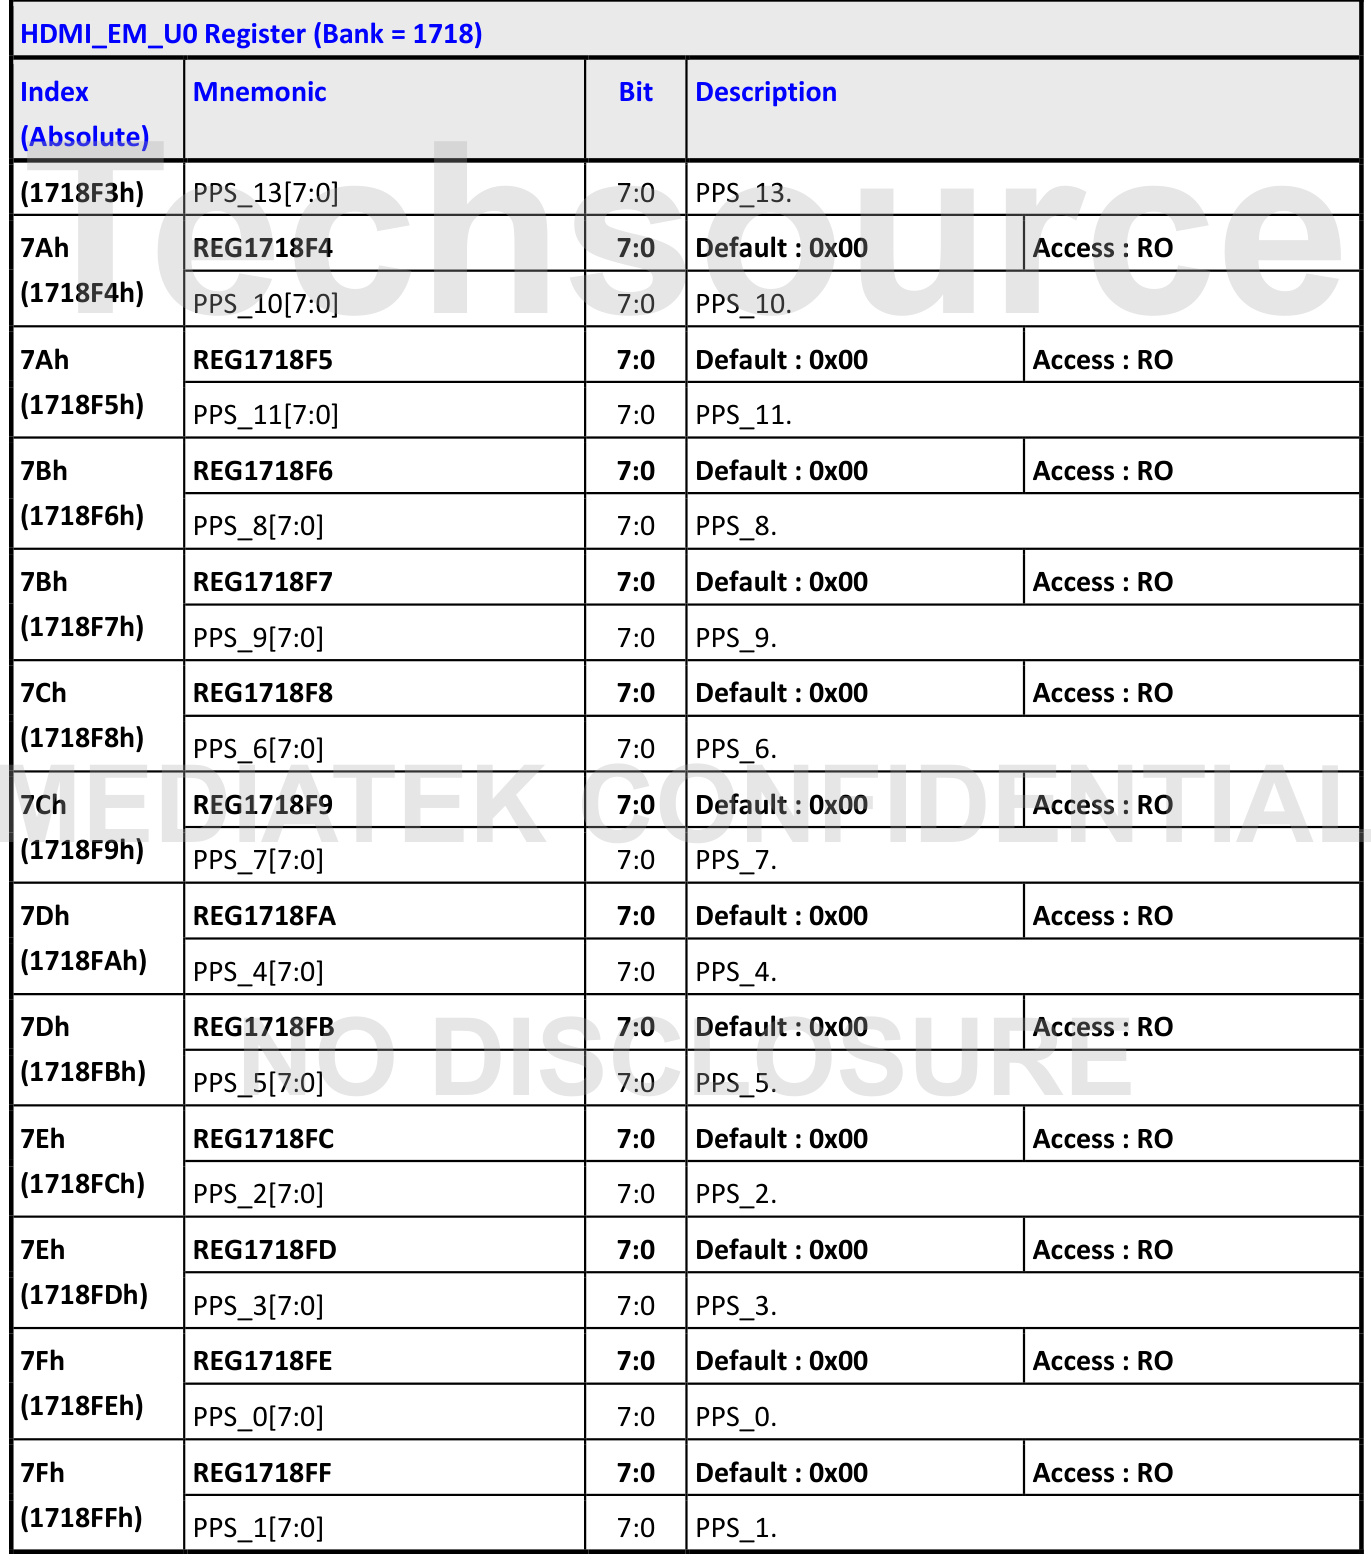 HDMI_EM_U0 Register (Bank = 1718)
Index (Absolute) Mnemonic Bit Description
(1718F3h) PPS_13[7:0] 7:0 PPS_13.
7Ah REG1718F4 7:0 Default : 0x00 Access : RO
(1718F4h) PPS_10[7:0] 7:0 PPS_10.
7Ah REG1718F5 7:0 Default : 0x00 Access : RO
(1718F5h) PPS_11[7:0] 7:0 PPS_11.
7Bh REG1718F6 7:0 Default : 0x00 Access : RO
(1718F6h) PPS_8[7:0] 7:0 PPS_8.
7Bh REG1718F7 7:0 Default : 0x00 Access : RO
(1718F7h) PPS_9[7:0] 7:0 PPS_9.
7Ch REG1718F8 7:0 Default : 0x00 Access : RO
(1718F8h) PPS_6[7:0] 7:0 PPS_6.
7Ch REG1718F9 7:0 Default : 0x00 Access : RO
(1718F9h) PPS_7[7:0] 7:0 PPS_7.
7Dh REG1718FA 7:0 Default : 0x00 Access : RO
(1718FAh) PPS_4[7:0] 7:0 PPS_4.
7Dh REG1718FB 7:0 Default : 0x00 Access : RO
(1718FBh) PPS_5[7:0] 7:0 PPS_5.
7Eh REG1718FC 7:0 Default : 0x00 Access : RO
(1718FCh) PPS_2[7:0] 7:0 PPS_2.
7Eh REG1718FD 7:0 Default : 0x00 Access : RO
(1718FDh) PPS_3[7:0] 7:0 PPS_3.
7Fh REG1718FE 7:0 Default : 0x00 Access : RO
(1718FEh) PPS_0[7:0] 7:0 PPS_0.
7Fh REG1718FF 7:0 Default : 0x00 Access : RO
(1718FFh) PPS_1[7:0] 7:0 PPS_1.
Techsource
MEDIATEK CONFIDENTIAL
NO DISCLOSURE